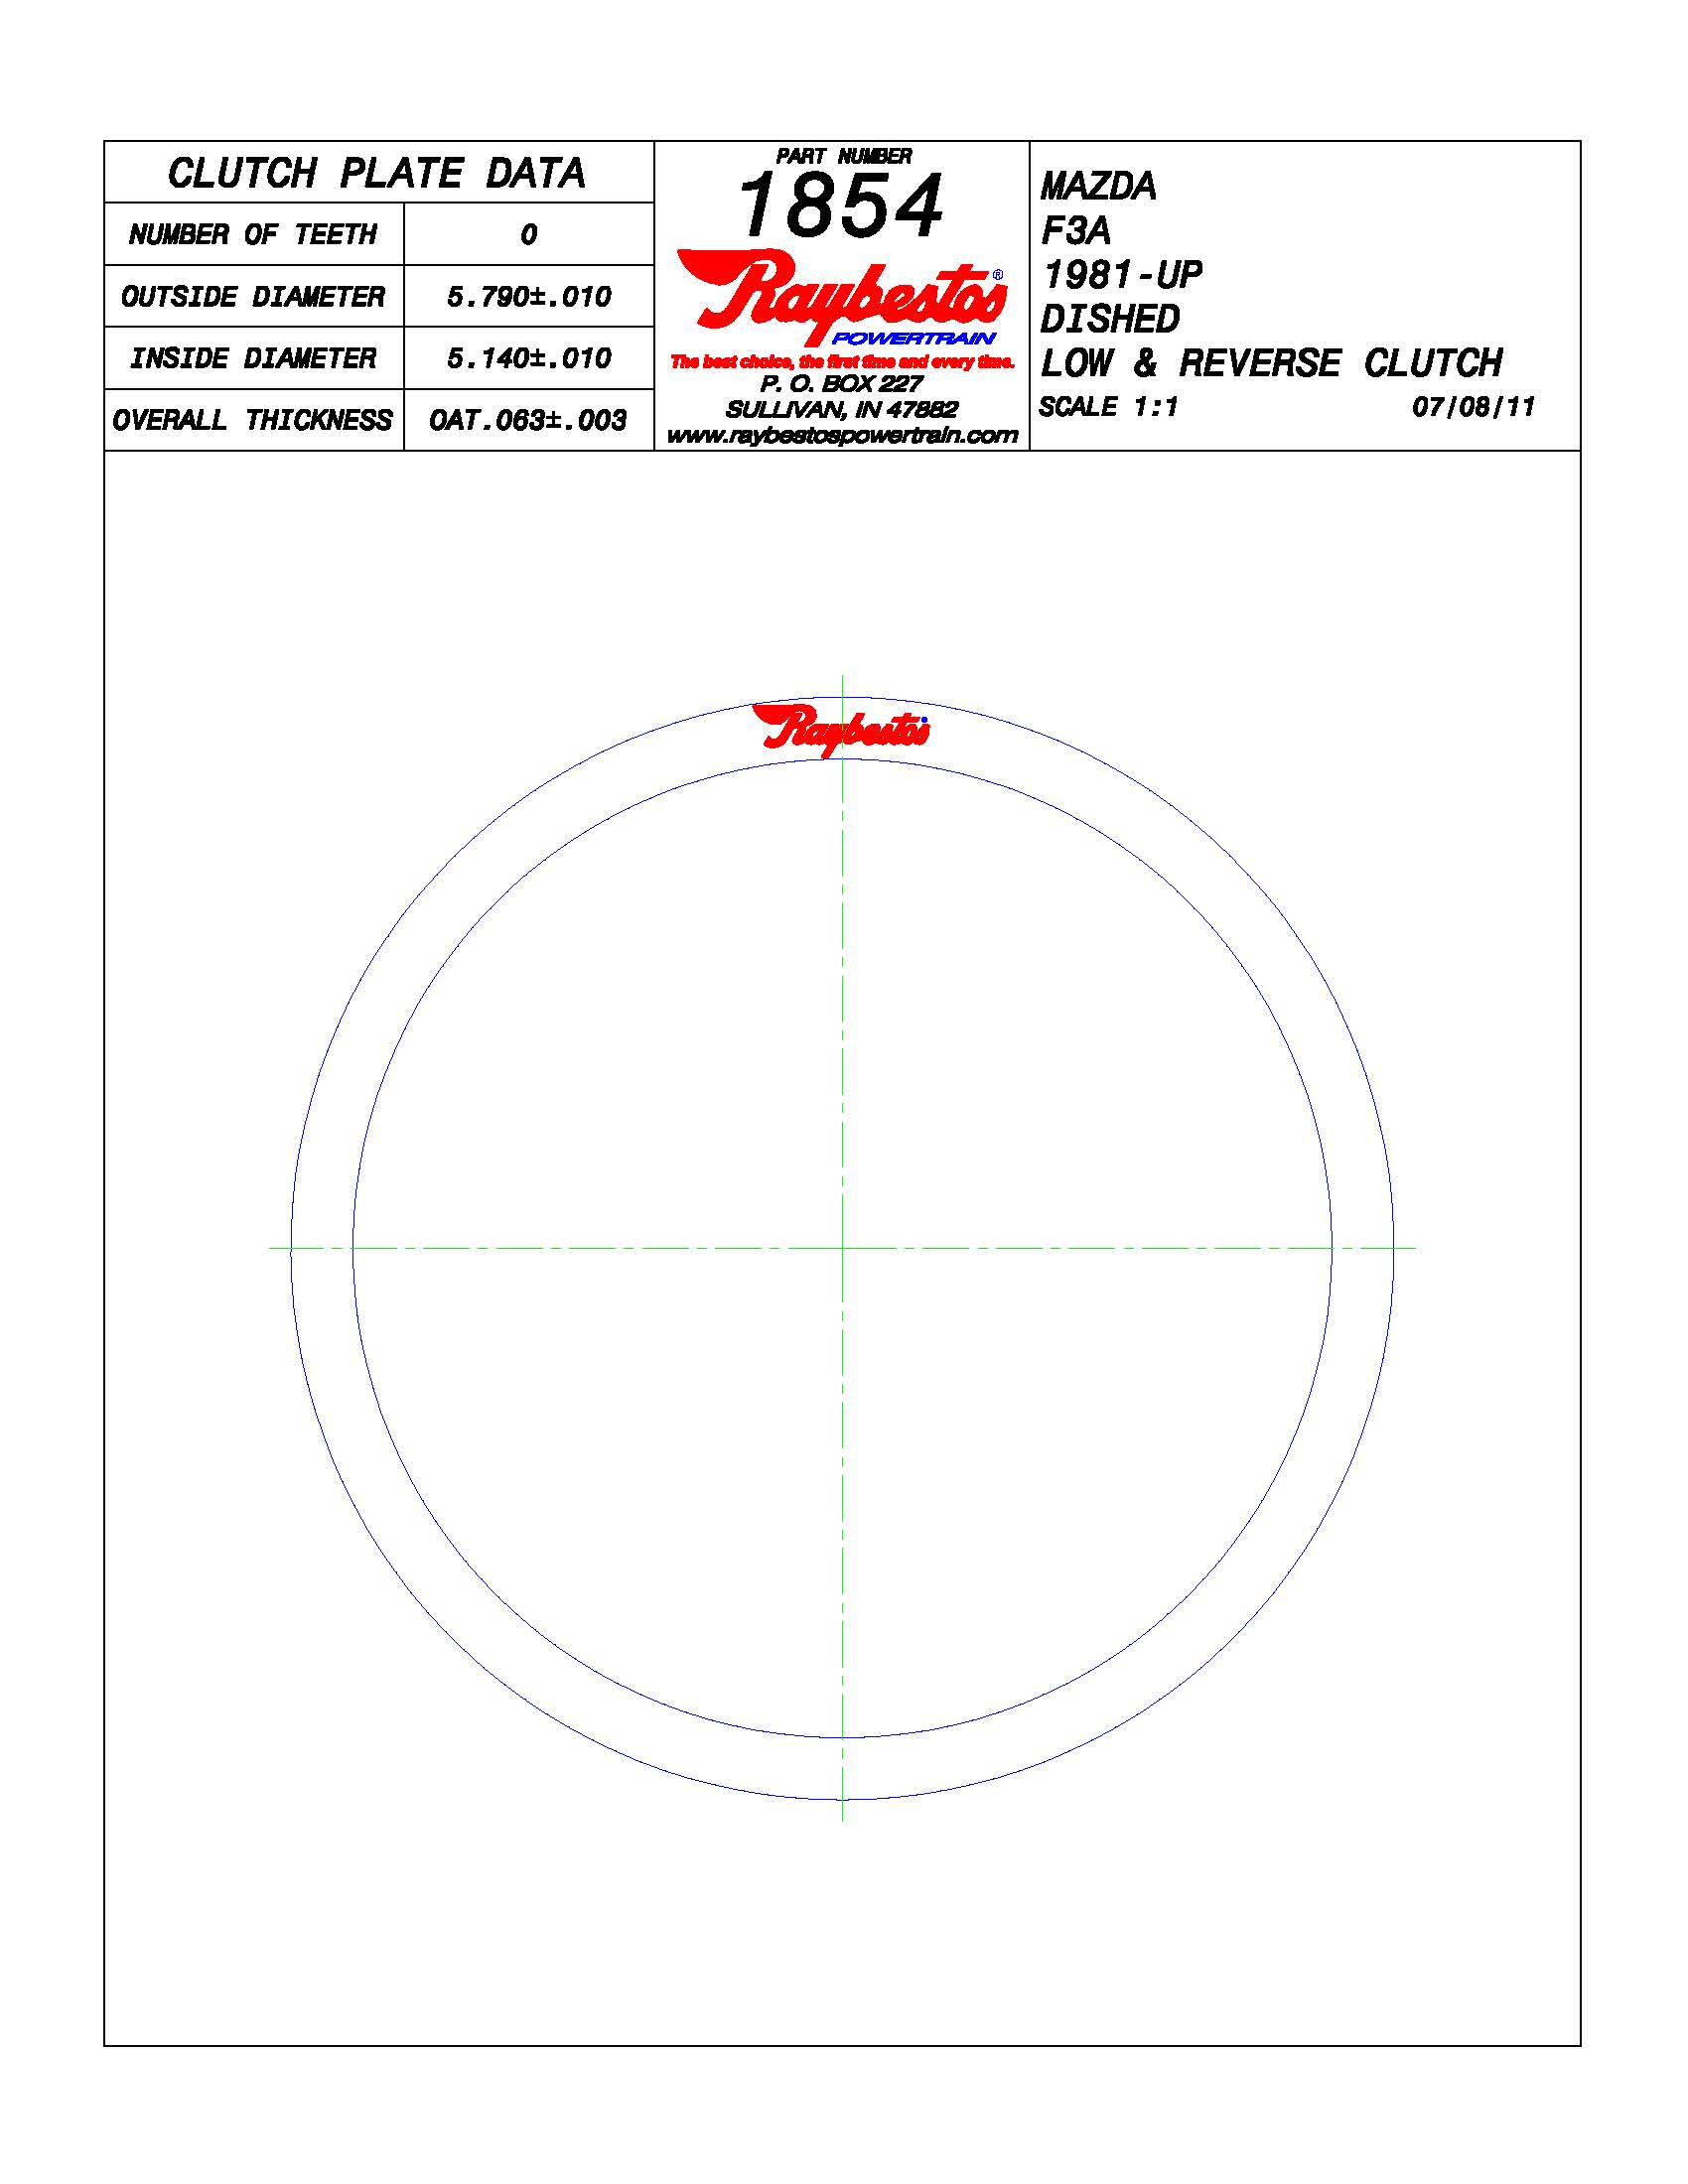 CLUTCH PLATE DATA
NUMBER OF TEETH 0
OUTSIDE DIAMETER 5.790±.010
INSIDE DIAMETER 5.140±.010
OVERALL THICKNESS OAT.063±.003
PART NUMBER
1854
Raybestos®
POWERTRAIN
The best choice, the first time and every time.
P. O. BOX 227
SULLIVAN, IN 47882
www.raybestospowertrain.com
MAZDA
F3A
1981-UP
DISHED
LOW & REVERSE CLUTCH
SCALE 1:1 07/08/11
Raybestos